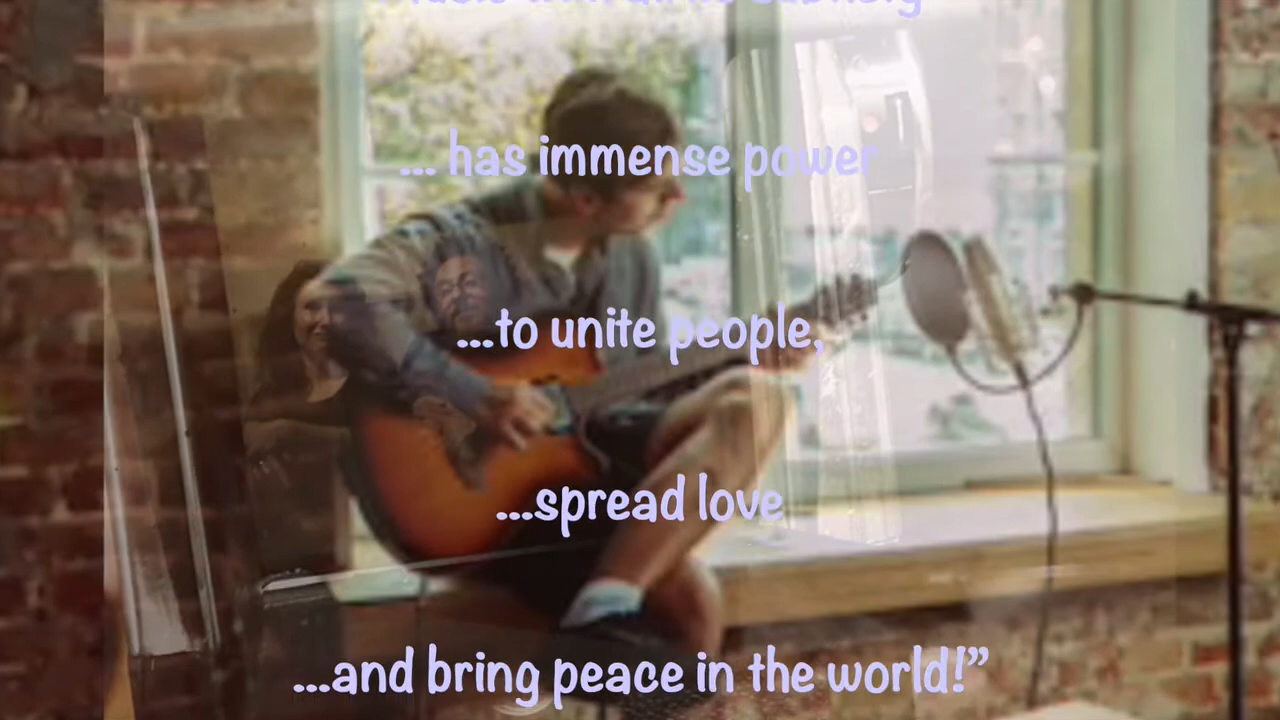 ... has immense power
...to unite people,
...spread love
...and bring peace in the world!”